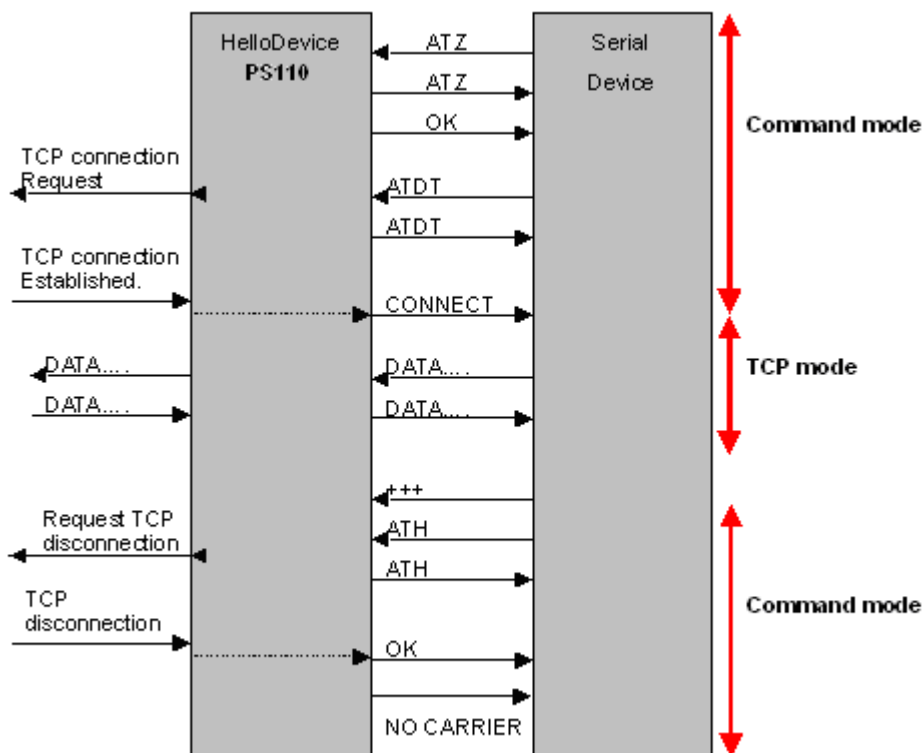 HelloDevice
PS110
Serial
Device
ATZ
ATZ
OK
Command mode
TCP connection
Request
ATDT
ATDT
TCP connection
Established.
CONNECT
DATA....
DATA....
TCP mode
DATA....
DATA....
+++
Request TCP
disconnection
ATH
ATH
Command mode
TCP
disconnection
OK
NO CARRIER